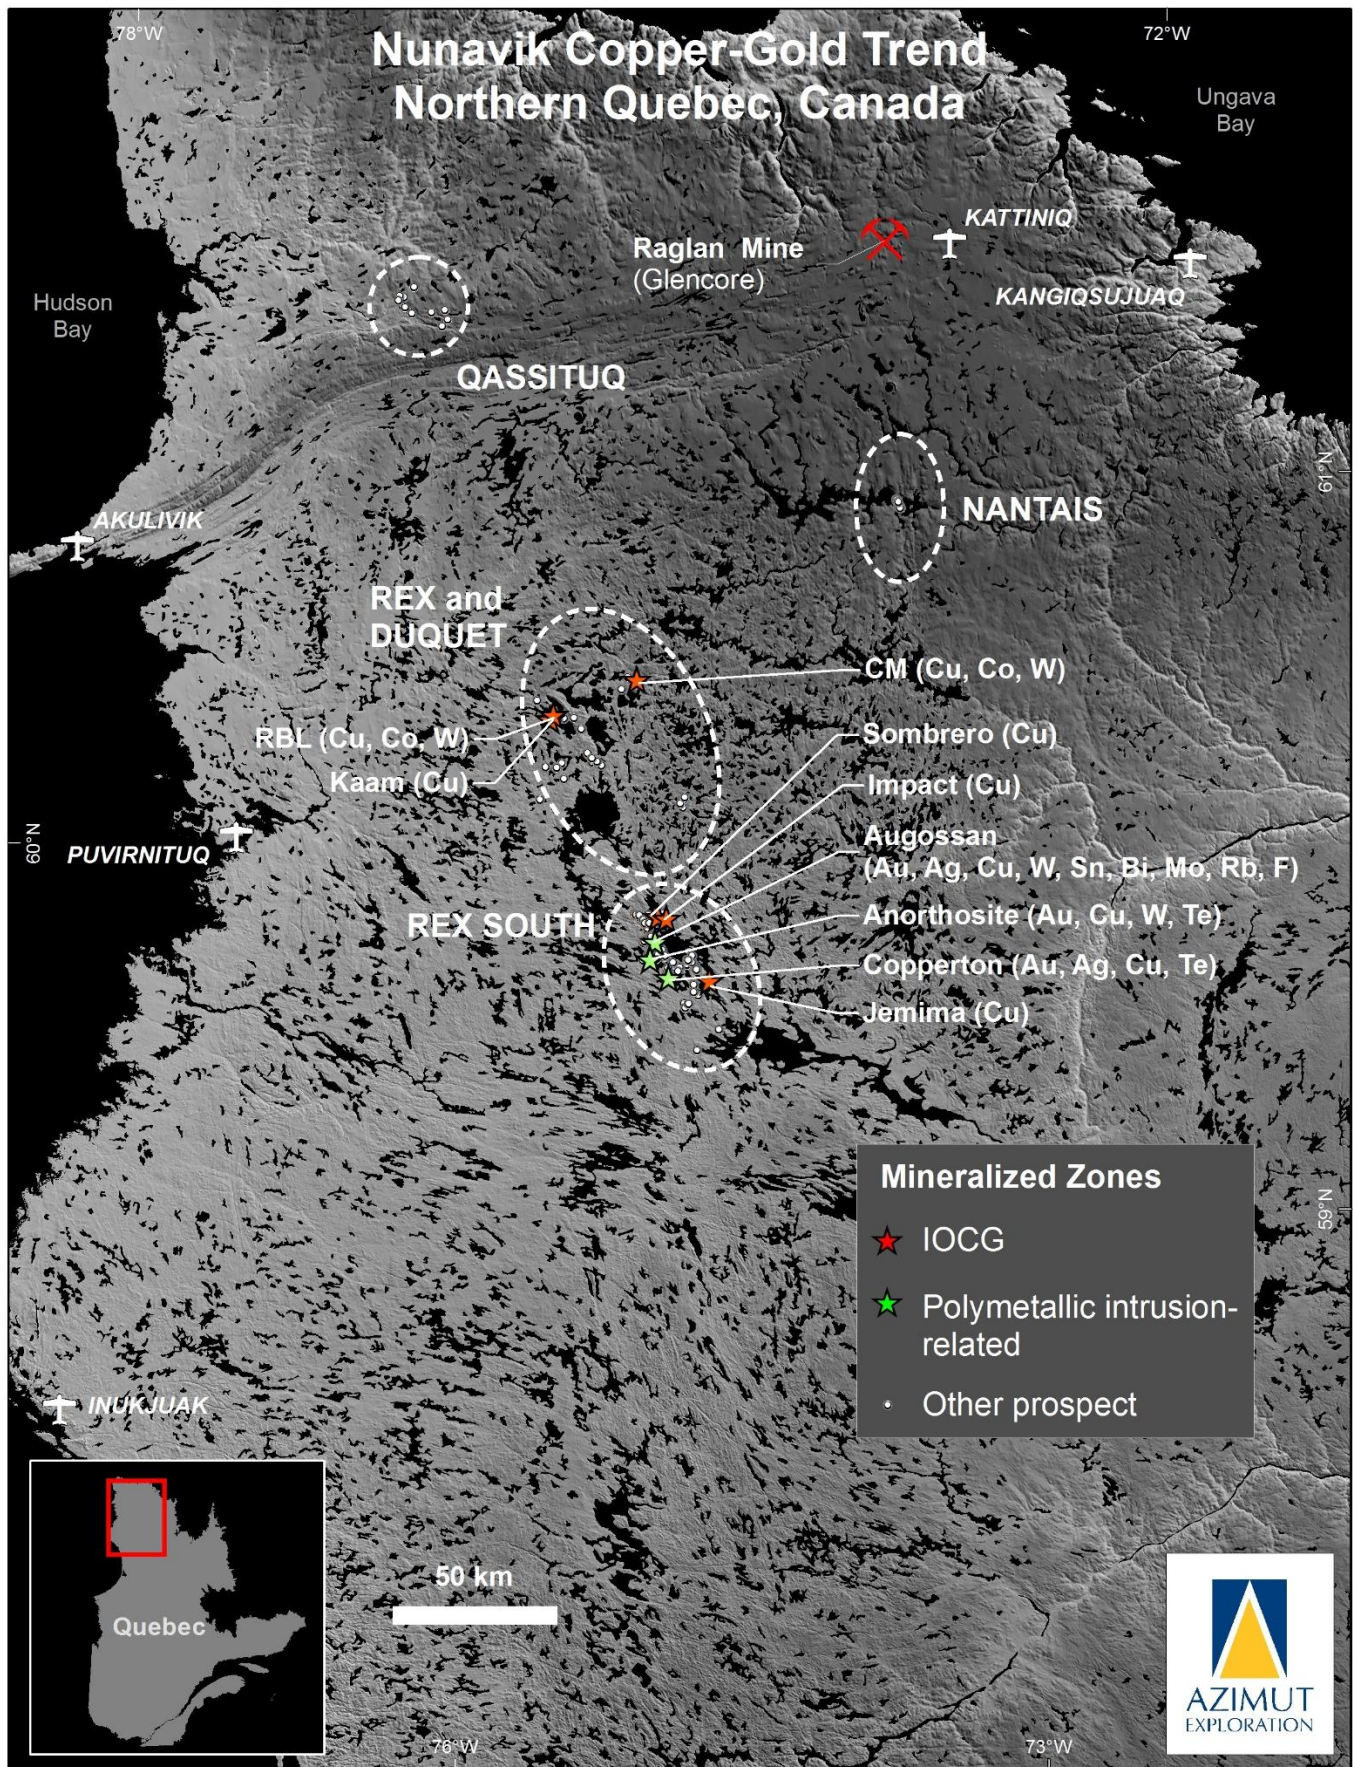 78°W
72°W
Nunavik Copper-Gold Trend
Northern Quebec, Canada
Ungava
Bay
KATTINIQ
Raglan Mine
(Glencore)
KANGIQSUJUAQ
Hudson
Bay
QASSITUQ
61°N
NANTAIS
AKULIVIK
REX and
DUQUET
CM (Cu, Co, W)
RBL (Cu, Co, W)
Sombrero (Cu)
Kaam (Cu)
Impact (Cu)
60°N
PUVIRNITUQ
Augossan
(Au, Ag, Cu, W, Sn, Bi, Mo, Rb, F)
REX SOUTH
Anorthosite (Au, Cu, W, Te)
Copperton (Au, Ag, Cu, Te)
Jemima (Cu)
Mineralized Zones
59°N
IOCG
Polymetallic intrusion-
related
Other prospect
INUKJUAK
50 km
Quebec
76°W
73°W
AZIMUT
EXPLORATION